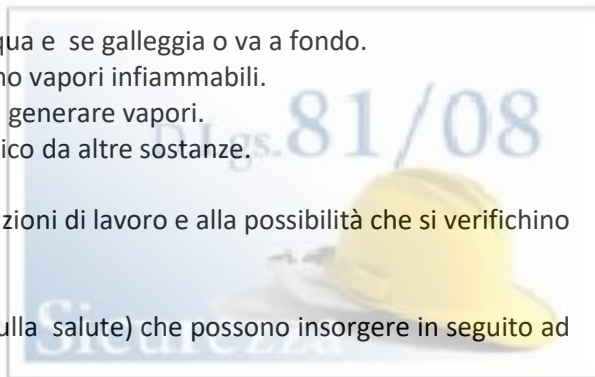 qua e se galleggia o va a fondo.
no vapori infiammabili.
generare vapori.
ico da altre sostanze.
D.Lgs. 81/08
zioni di lavoro e alla possibilità che si verifichino
ulla salute) che possono insorgere in seguito ad
Sicurezza